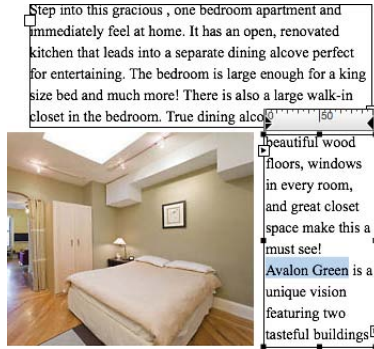 Step into this gracious , one bedroom apartment and
immediately feel at home. It has an open, renovated
kitchen that leads into a separate dining alcove perfect
for entertaining. The bedroom is large enough for a king
size bed and much more! There is also a large walk-in
closet in the bedroom. True dining alco
0 50
beautiful wood
floors, windows
in every room,
and great closet
space make this a
must see!
Avalon Green is a
unique vision
featuring two
tasteful buildings